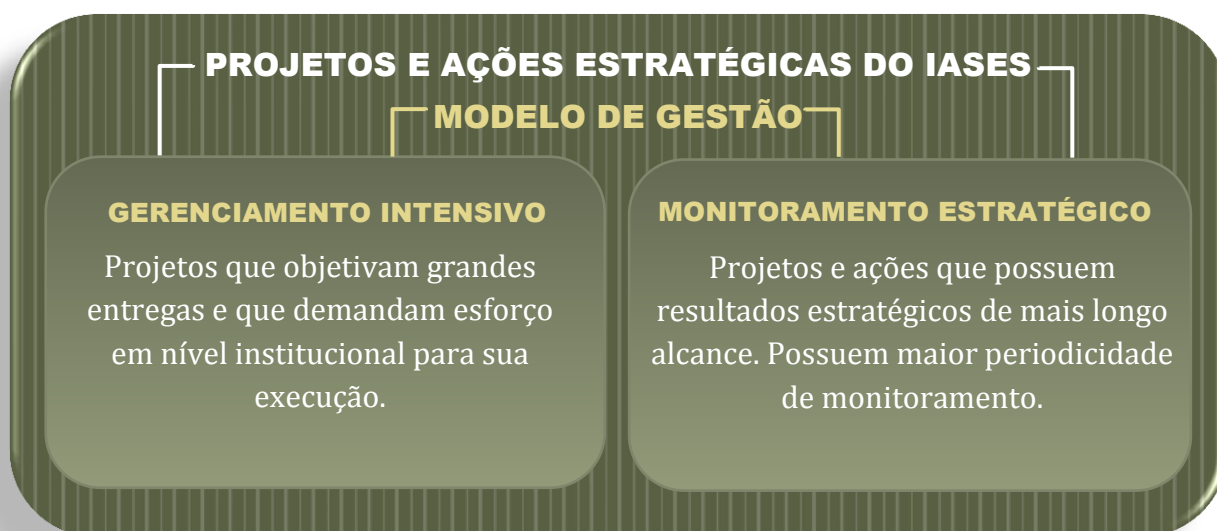 PROJETOS E AÇÕES ESTRATÉGICAS DO IASES
MODELO DE GESTÃO
GERENCIAMENTO INTENSIVO
Projetos que objetivam grandes
entregas e que demandam esforço
em nível institucional para sua
execução.
MONITORAMENTO ESTRATÉGICO
Projetos e ações que possuem
resultados estratégicos de mais longo
alcance. Possuem maior periodicidade
de monitoramento.